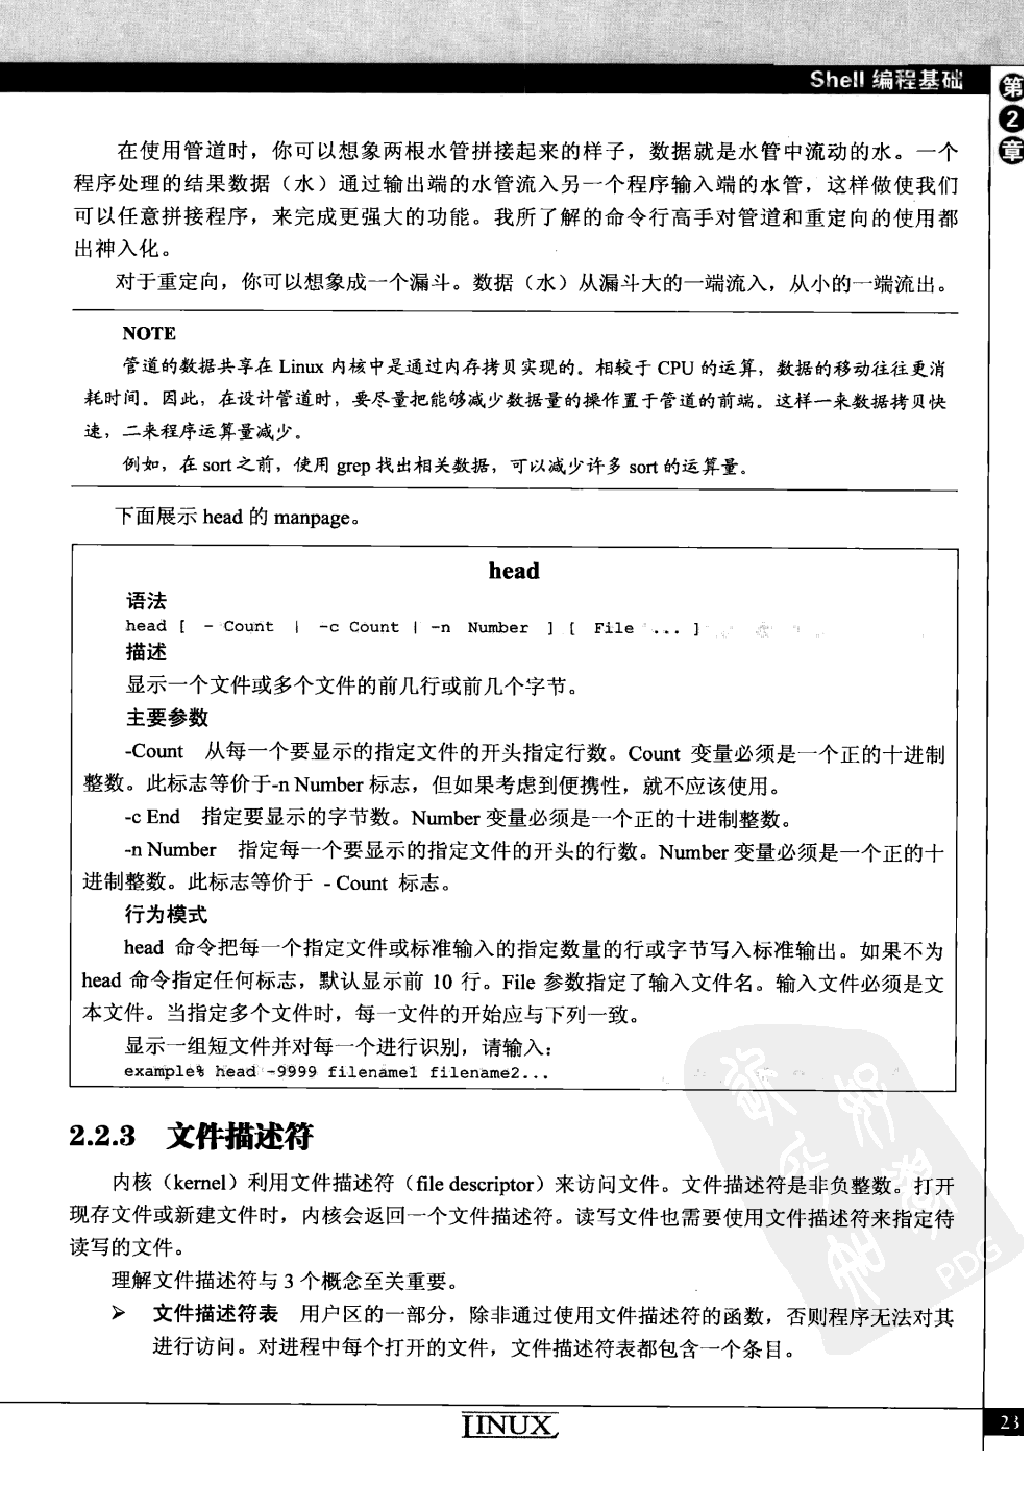 Shell 编程基础
第2章
在使用管道时，你可以想象两根水管拼接起来的样子，数据就是水管中流动的水。一个
程序处理的结果数据（水）通过输出端的水管流入另一个程序输入端的水管，这样做使我们
可以任意拼接程序，来完成更强大的功能。我所了解的命令行高手对管道和重定向的使用都
出神入化。
对于重定向，你可以想象成一个漏斗。数据（水）从漏斗大的一端流入，从小的一端流出。
NOTE
管道的数据共享在 Linux 内核中是通过内存拷贝实现的。相较于 CPU 的运算，数据的移动往往更消
耗时间。因此，在设计管道时，要尽量把能够减少数据量的操作置于管道的前端。这样一来数据拷贝快
速，二来程序运算量减少。
例如，在 sort 之前，使用 grep 找出相关数据，可以减少许多 sort 的运算量。
下面展示 head 的 manpage。
head
语法
head [ - Count | -c Count | -n Number ] [ File ... ]
描述
显示一个文件或多个文件的前几行或前几个字节。
主要参数
-Count 从每一个要显示的指定文件的开头指定行数。Count 变量必须是一个正的十进制
整数。此标志等价于-n Number 标志，但如果考虑到便携性，就不应该使用。
-c End 指定要显示的字节数。Number 变量必须是一个正的十进制整数。
-n Number 指定每一个要显示的指定文件的开头的行数。Number 变量必须是一个正的十
进制整数。此标志等价于 - Count 标志。
行为模式
head 命令把每一个指定文件或标准输入的指定数量的行或字节写入标准输出。如果不为
head 命令指定任何标志，默认显示前 10 行。File 参数指定了输入文件名。输入文件必须是文
本文件。当指定多个文件时，每一文件的开始应与下列一致。
显示一组短文件并对每一个进行识别，请输入：
example% head -9999 filename1 filename2...
2.2.3 文件描述符
内核（kernel）利用文件描述符（file descriptor）来访问文件。文件描述符是非负整数。打开
现存文件或新建文件时，内核会返回一个文件描述符。读写文件也需要使用文件描述符来指定待
读写的文件。
理解文件描述符与 3 个概念至关重要。
➢ 文件描述符表 用户区的一部分，除非通过使用文件描述符的函数，否则程序无法对其
进行访问。对进程中每个打开的文件，文件描述符表都包含一个条目。
PDG
LINUX
23